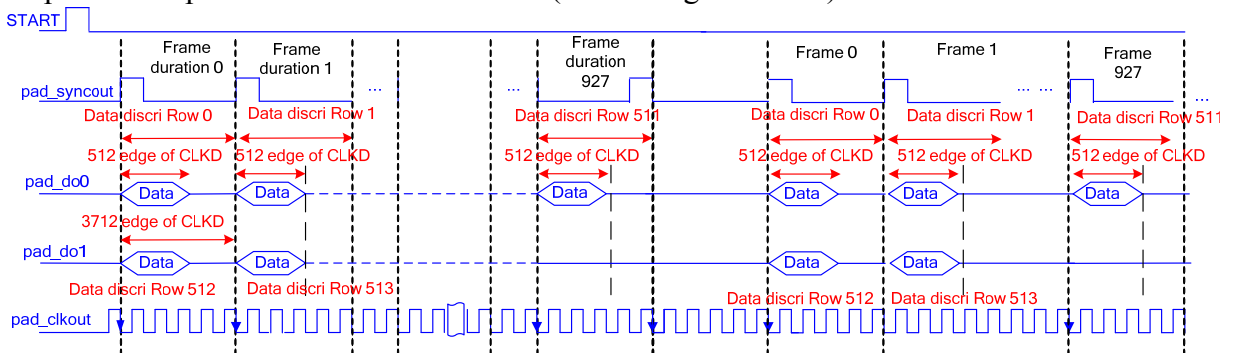 START
Frame
duration 0
Frame
duration 1
Frame
duration
927
Frame 0
Frame 1
Frame
927
pad_syncout
...
...
... ...
...
Data discri Row 0
Data discri Row 1
Data discri Row 511
Data discri Row 0
Data discri Row 1
Data discri Row 511
512 edge of CLKD
512 edge of CLKD
512 edge of CLKD
512 edge of CLKD
512 edge of CLKD
512 edge of CLKD
pad_do0
Data
Data
Data
Data
Data
Data
3712 edge of CLKD
pad_do1
Data
Data
Data
Data
Data discri Row 512
Data discri Row 513
Data discri Row 512
Data discri Row 513
pad_clkout